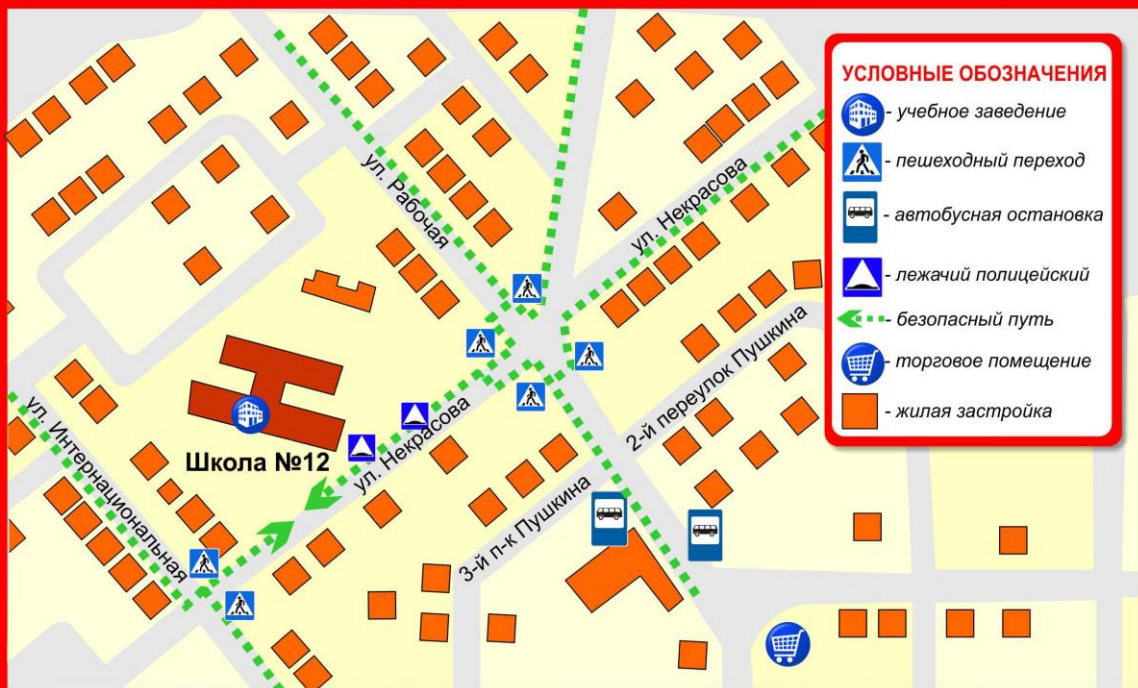 УСЛОВНЫЕ ОБОЗНАЧЕНИЯ
- учебное заведение
- пешеходный переход
- автобусная остановка
- лежачий полицейский
- безопасный путь
- торговое помещение
- жилая застройка
ул. Рабочая
ул. Некрасова
2-й переулок Пушкина
ул. Интернациональная
Школа №12
ул. Некрасова
3-й п-к Пушкина